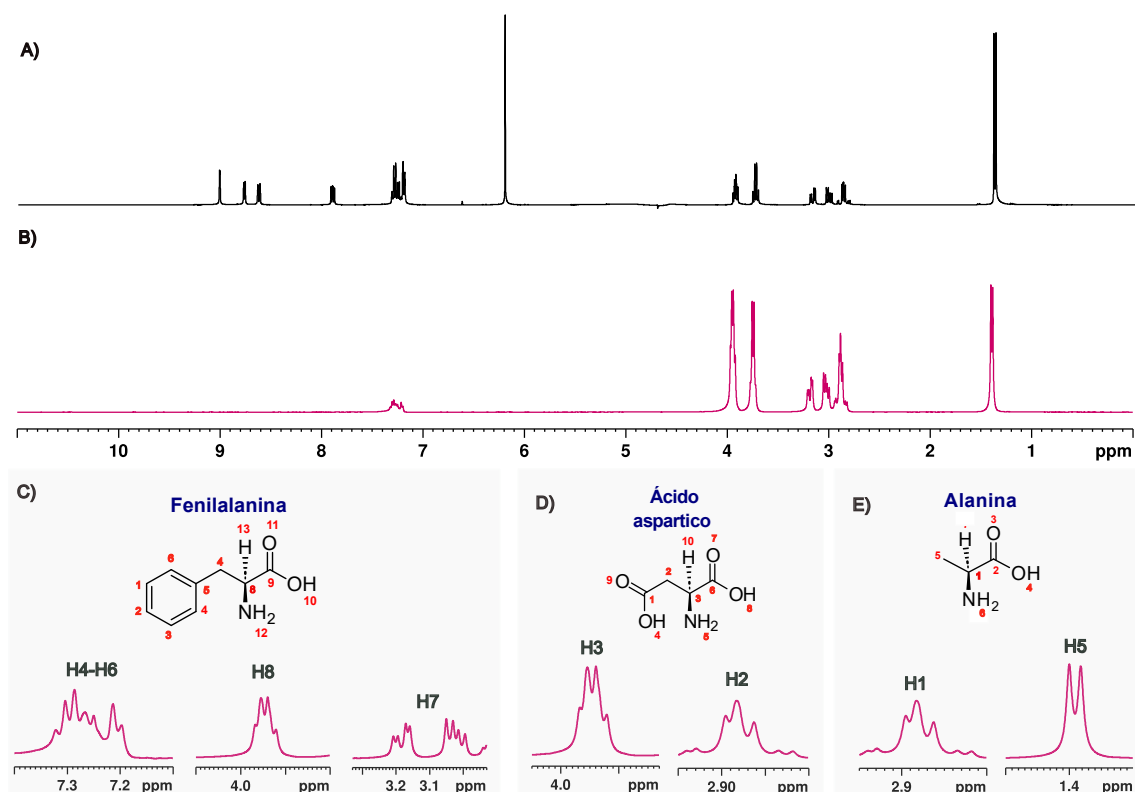 A)
B)
10 9 8 7 6 5 4 3 2 1 ppm
C)
Fenilalanina
11
13 O
6 4 H
1 5 8 9 OH
2 4 NH2 10
3 12
H4-H6 H8 H7
7.3 7.2 ppm 4.0 ppm 3.2 3.1 ppm
D)
Ácido
aspartico
10 7
H O
9 O 2
1 3 6 OH
OH 4 NH2 8
5
H3 H2
4.0 ppm 2.90 ppm
E)
Alanina
3
H O
5 1 2 OH
NH2 4
6
H1 H5
2.9 ppm 1.4 ppm